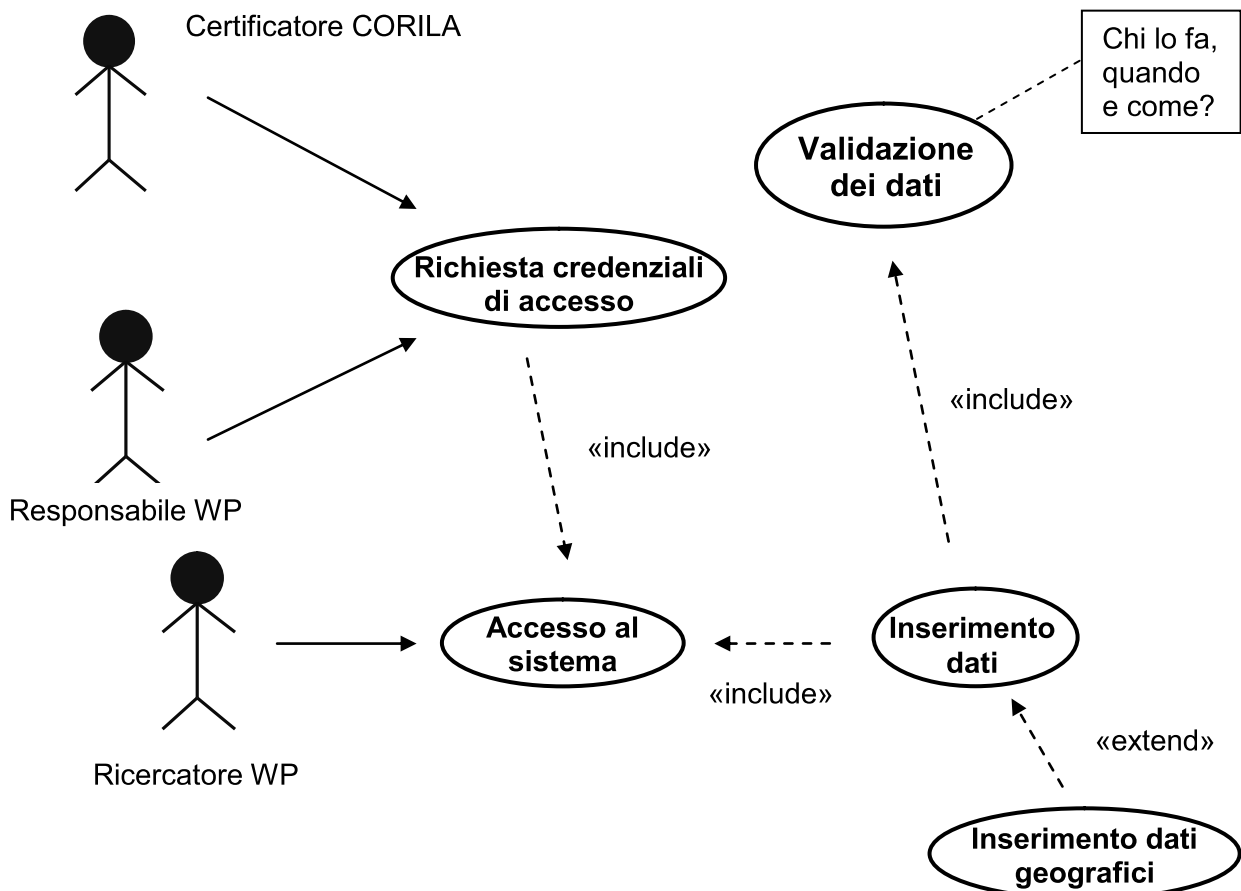 Certificatore CORILA
Chi lo fa,
quando
e come?
Validazione
dei dati
Richiesta credenziali
di accesso
«include»
«include»
Responsabile WP
Accesso al
sistema
Inserimento
dati
«include»
«extend»
Ricercatore WP
Inserimento dati
geografici